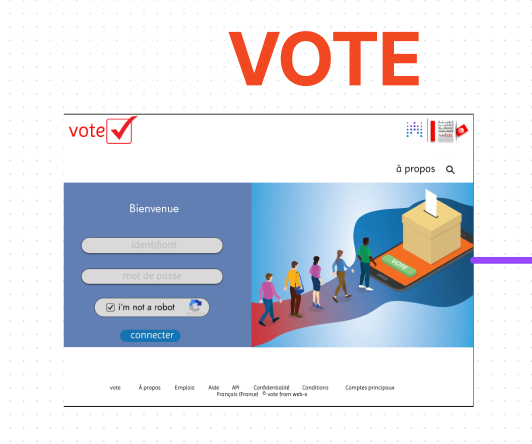 VOTE
vote
à propos
Bienvenue
identifiant
mot de passe
i'm not a robot
connecter
VOTE
vote À propos Emplois Aide API Confidentialité Conditions Comptes principaux
Français (France) © vote from web-x